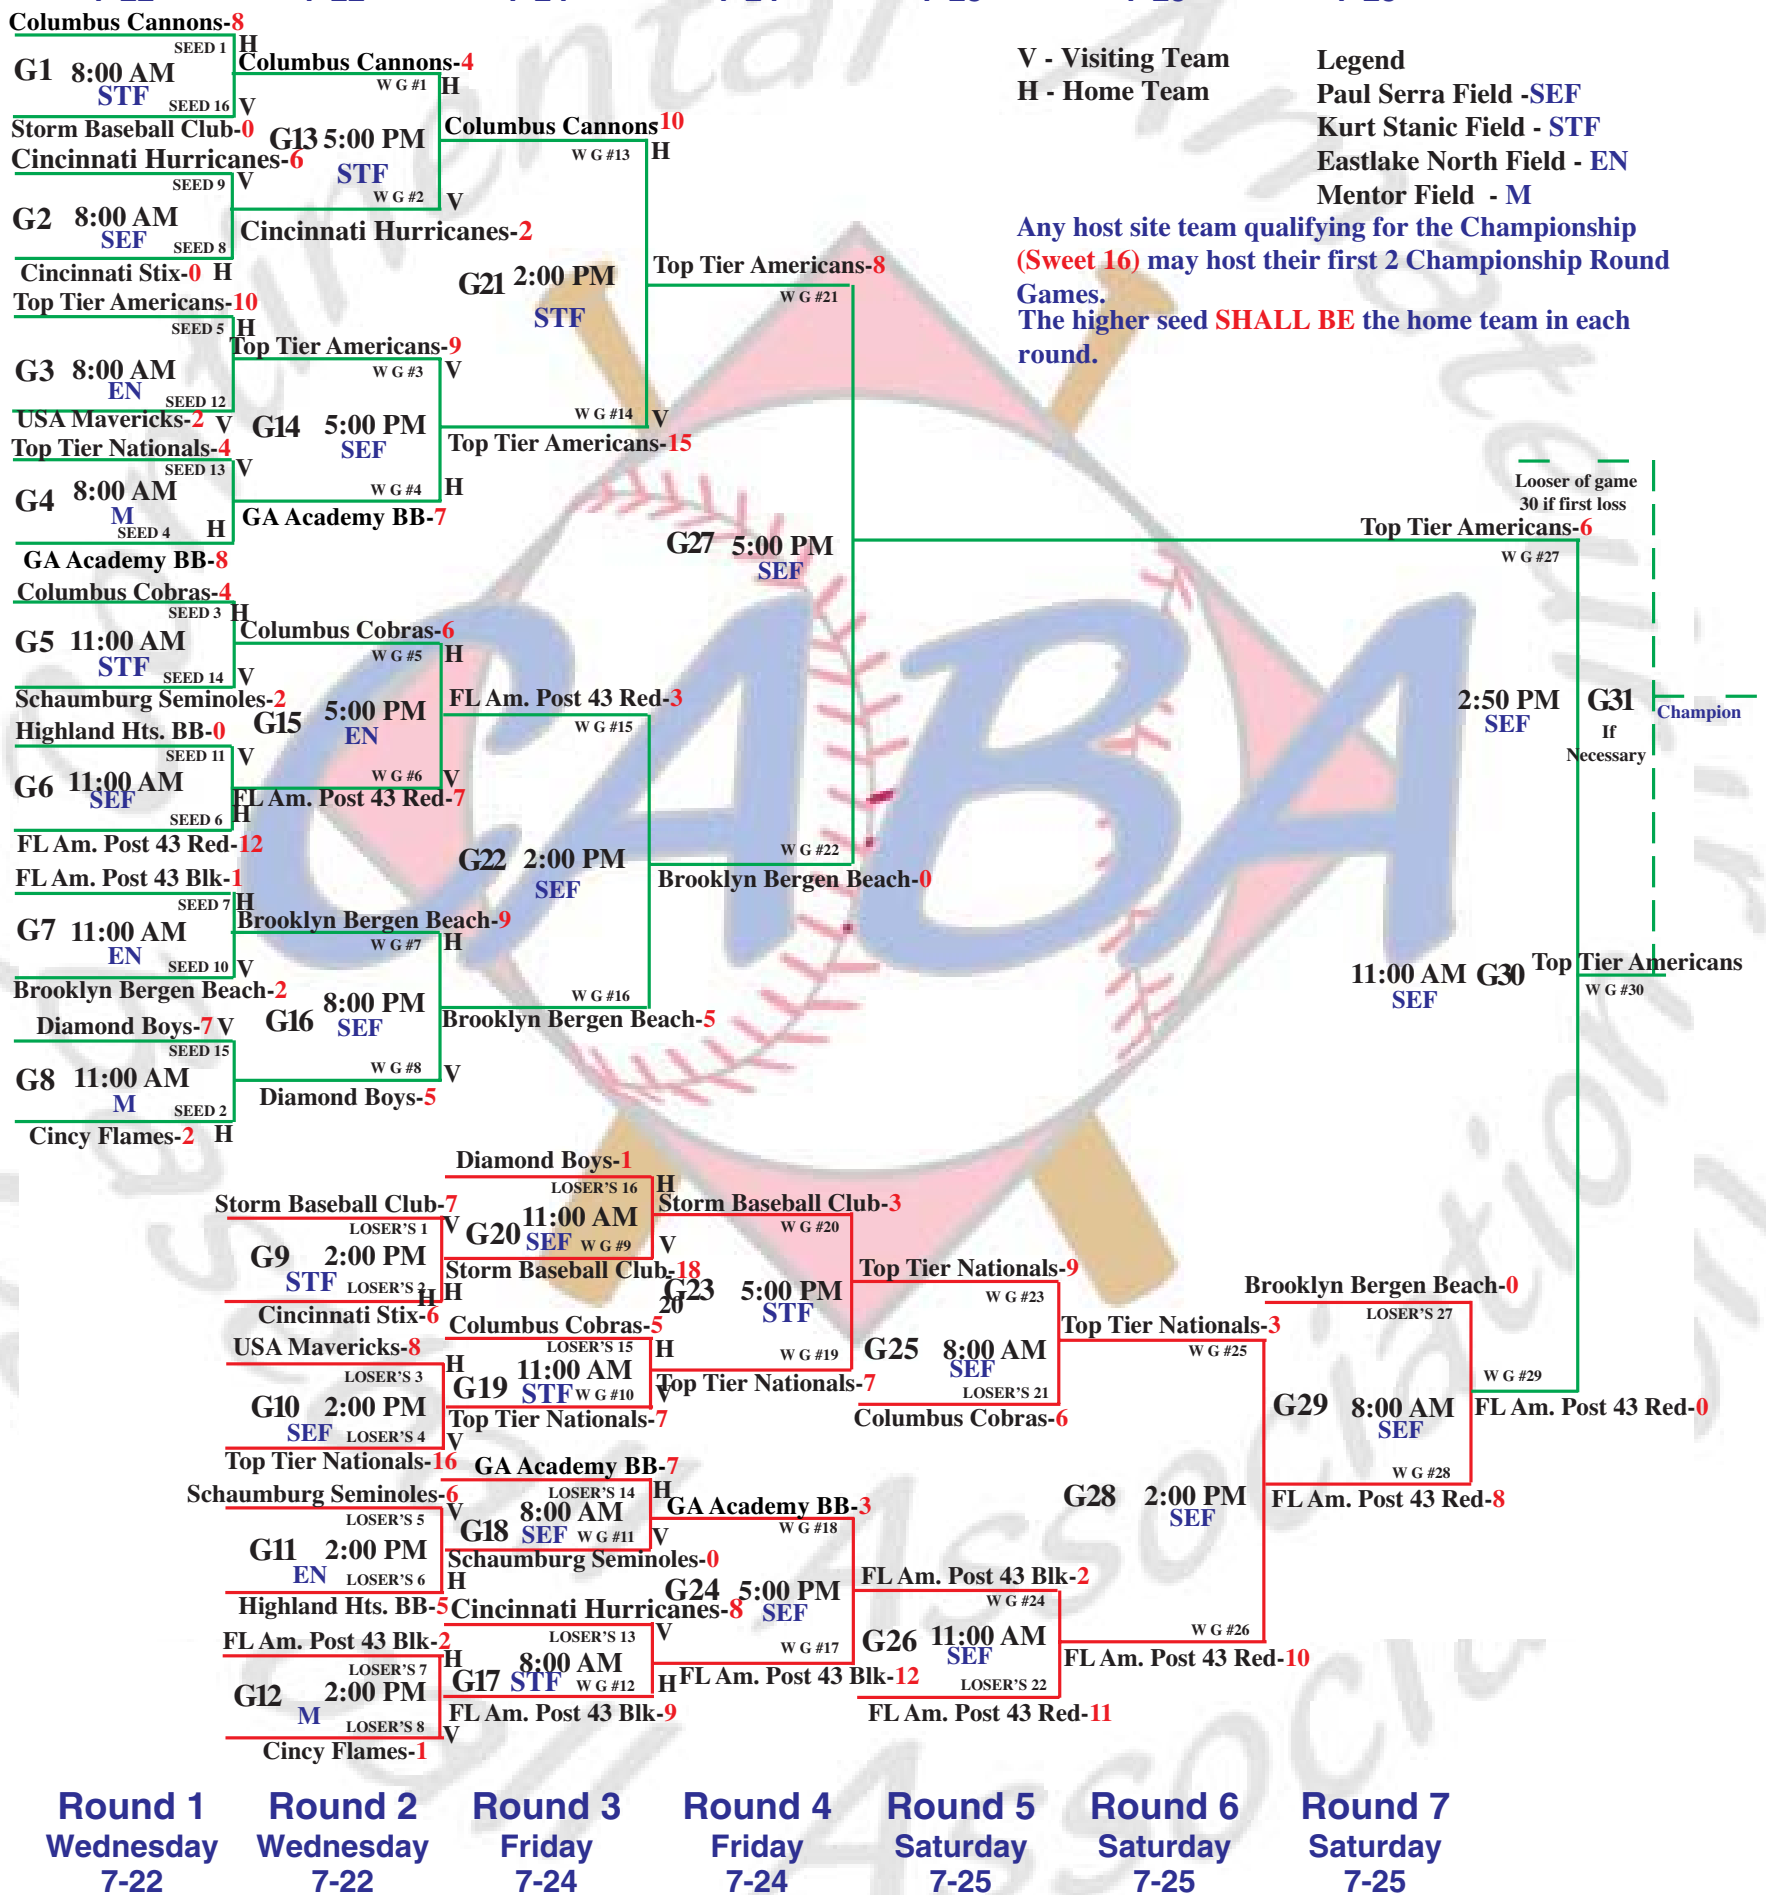 Columbus Cannons-8
SEED 1 H
G1 8:00 AM
STF
SEED 16 V
Storm Baseball Club-0
Cincinnati Hurricanes-6
SEED 9 V
G2 8:00 AM
SEF
SEED 8
Cincinnati Stix-0 H
Top Tier Americans-10
SEED 5 H
G3 8:00 AM
EN
SEED 12
USA Mavericks-2 V
Top Tier Nationals-4
SEED 13 V
G4 8:00 AM
M
SEED 4 H
GA Academy BB-8
Columbus Cobras-4
SEED 3 H
G5 11:00 AM
STF
SEED 14 V
Schaumburg Seminoles-2
Highland Hts. BB-0
SEED 11 V
G6 11:00 AM
SEF
SEED 6 H
FL Am. Post 43 Red-12
FL Am. Post 43 Blk-1
SEED 7 H
G7 11:00 AM
EN
SEED 10 V
Brooklyn Bergen Beach-2
Diamond Boys-7 V
SEED 15
G8 11:00 AM
M
SEED 2
Cincy Flames-2 H
Columbus Cannons-4
W G #1 H
G13 5:00 PM
STF
W G #2 V
Cincinnati Hurricanes-2
Top Tier Americans-9
W G #3 V
G14 5:00 PM
SEF
W G #4 H
GA Academy BB-7
Columbus Cobras-6
W G #5 H
G15 5:00 PM
EN
W G #6 V
FL Am. Post 43 Red-7
Brooklyn Bergen Beach-9
W G #7 H
G16 8:00 PM
SEF
W G #8 V
Diamond Boys-5
Columbus Cannons 10
W G #13 H
G21 2:00 PM
STF
W G #14 V
Top Tier Americans-15
FL Am. Post 43 Red-3
W G #15
G22 2:00 PM
SEF
W G #16
Brooklyn Bergen Beach-5
Top Tier Americans-8
W G #21
G27 5:00 PM
SEF
W G #22
Brooklyn Bergen Beach-0
V - Visiting Team
H - Home Team
Legend
Paul Serra Field -SEF
Kurt Stanic Field - STF
Eastlake North Field - EN
Mentor Field - M
Any host site team qualifying for the Championship
(Sweet 16) may host their first 2 Championship Round
Games.
The higher seed SHALL BE the home team in each
round.
Looser of game
30 if first loss
Top Tier Americans-6
W G #27
2:50 PM G31
SEF
If
Necessary
Champion
11:00 AM G30
SEF
Top Tier Americans
W G #30
CABA
Storm Baseball Club-7
LOSER'S 1 V
G9 2:00 PM
STF
LOSER'S 2 H H
Cincinnati Stix-6
USA Mavericks-8
LOSER'S 3 H
G10 2:00 PM
SEF
LOSER'S 4 V
Top Tier Nationals-16
Schaumburg Seminoles-6
LOSER'S 5 V
G11 2:00 PM
EN
LOSER'S 6 H
Highland Hts. BB-5
FL Am. Post 43 Blk-2
LOSER'S 7 H
G12 2:00 PM
M
LOSER'S 8 V
Cincy Flames-1
Diamond Boys-1
LOSER'S 16 H
G20 11:00 AM
SEF W G #9 V
Storm Baseball Club-18
20
Columbus Cobras-5
LOSER'S 15 H
G19 11:00 AM
STF W G #10 V
Top Tier Nationals-7
GA Academy BB-7
LOSER'S 14 H
G18 8:00 AM
SEF W G #11 V
Schaumburg Seminoles-0
Cincinnati Hurricanes-8
LOSER'S 13 V
G17 8:00 AM
STF W G #12 H
FL Am. Post 43 Blk-9
Storm Baseball Club-3
W G #20
G23 5:00 PM
STF
W G #19
Top Tier Nationals-7
GA Academy BB-3
W G #18
G24 5:00 PM
SEF
W G #17
FL Am. Post 43 Blk-12
Top Tier Nationals-9
W G #23
G25 8:00 AM
SEF
LOSER'S 21
Columbus Cobras-6
FL Am. Post 43 Blk-2
W G #24
G26 11:00 AM
SEF
LOSER'S 22
FL Am. Post 43 Red-11
Top Tier Nationals-3
W G #25
G28 2:00 PM
SEF
W G #26
FL Am. Post 43 Red-10
Brooklyn Bergen Beach-0
LOSER'S 27
G29 8:00 AM
SEF
W G #28
FL Am. Post 43 Red-8
W G #29
FL Am. Post 43 Red-0
Round 1 Round 2 Round 3 Round 4 Round 5 Round 6 Round 7
Wednesday Wednesday Friday Friday Saturday Saturday Saturday
7-22 7-22 7-24 7-24 7-25 7-25 7-25